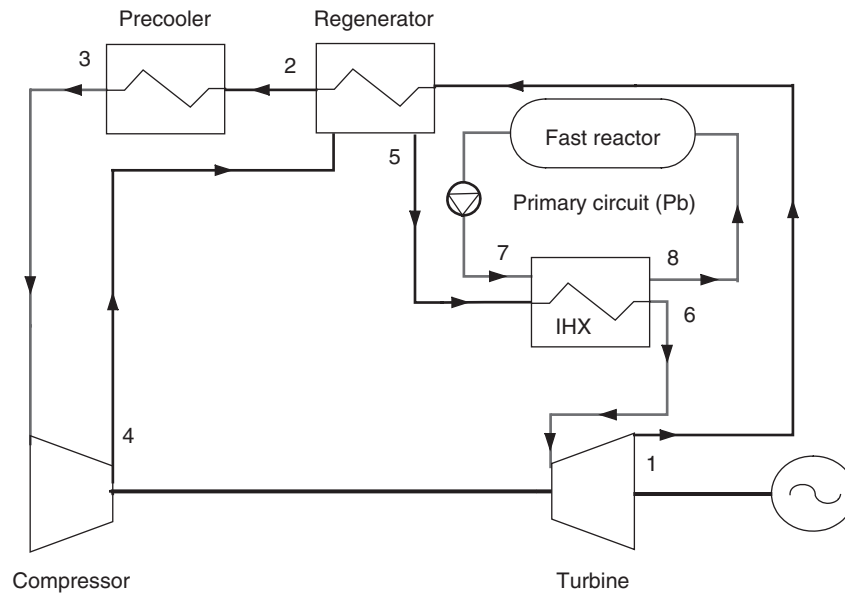 Precooler
Regenerator
3
2
5
Fast reactor
Primary circuit (Pb)
7
8
IHX
6
4
1
Compressor
Turbine